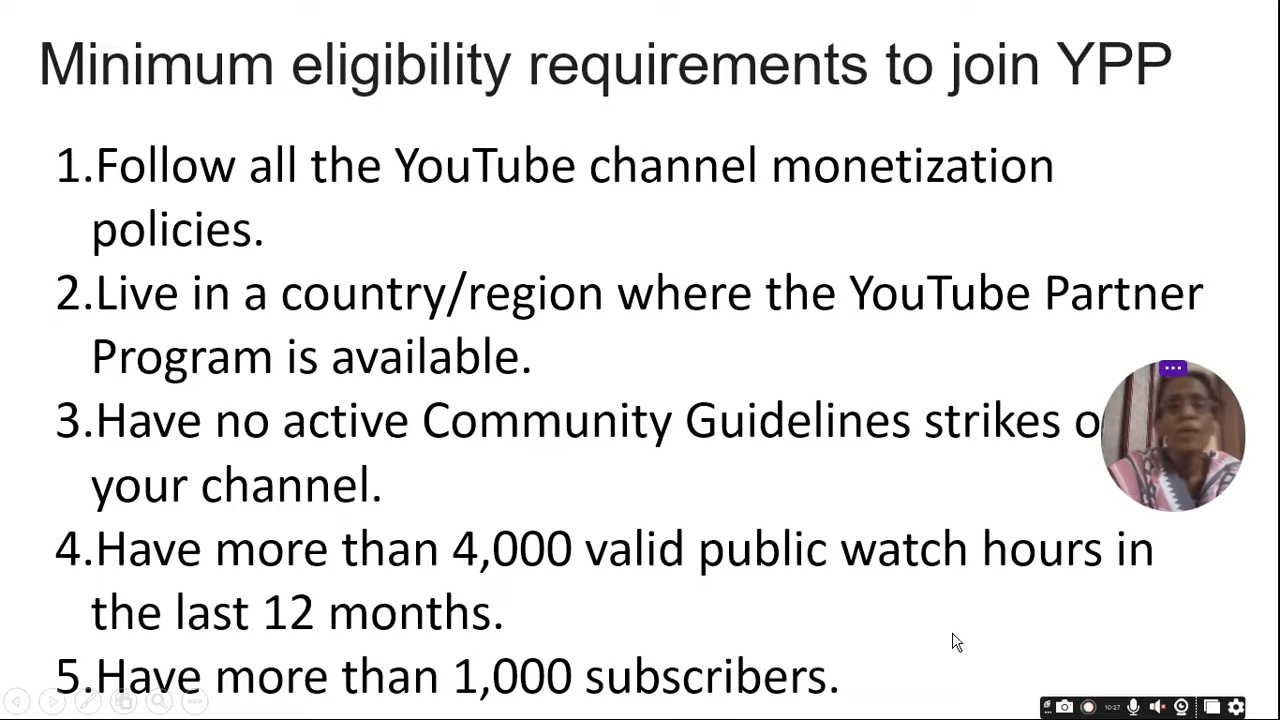 Minimum eligibility requirements to join YPP
1.Follow all the YouTube channel monetization
policies.
2.Live in a country/region where the YouTube Partner
Program is available.
3.Have no active Community Guidelines strikes
your channel.
4.Have more than 4,000 valid public watch hours in
the last 12 months.
5.Have more than 1,000 subscribers.
10:27